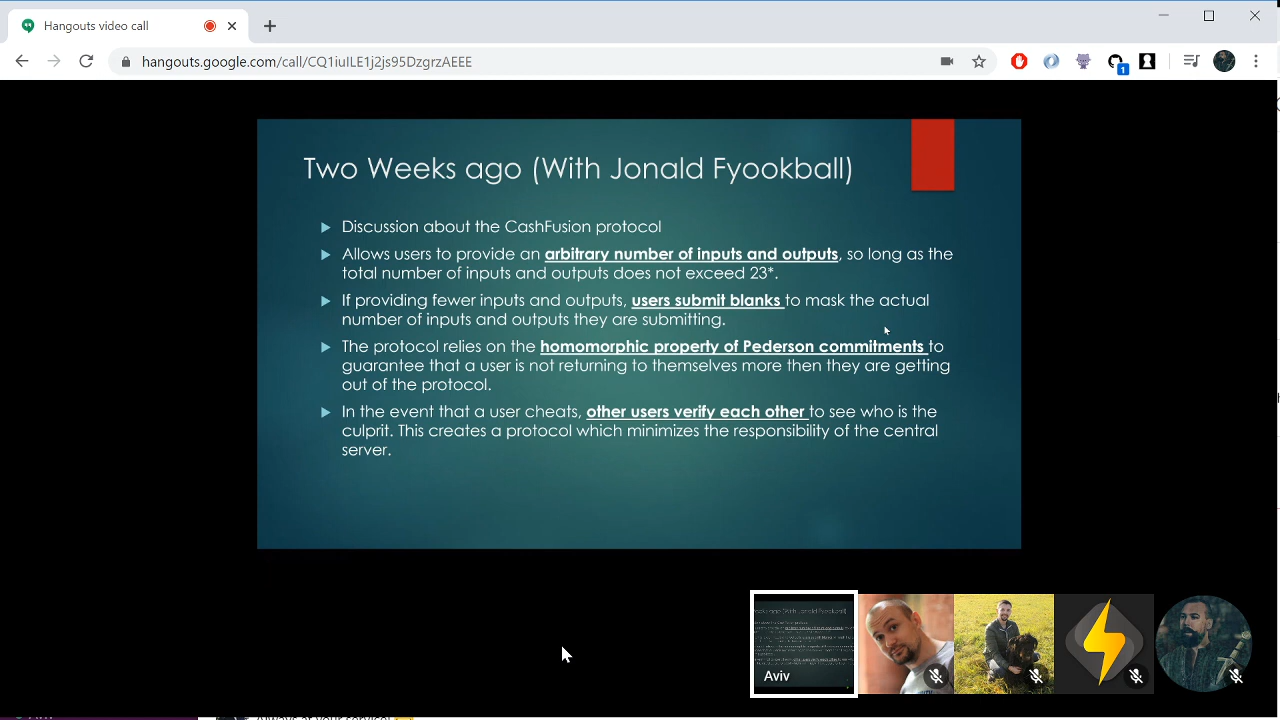 Hangouts video call
hangouts.google.com/call/CQ1iuILE1j2js95DzgrzAEEE
1
Two Weeks ago (With Jonald Fyookball)
Discussion about the CashFusion protocol
Allows users to provide an arbitrary number of inputs and outputs, so long as the
total number of inputs and outputs does not exceed 23*.
If providing fewer inputs and outputs, users submit blanks to mask the actual
number of inputs and outputs they are submitting.
The protocol relies on the homomorphic property of Pederson commitments to
guarantee that a user is not returning to themselves more then they are getting
out of the protocol.
In the event that a user cheats, other users verify each other to see who is the
culprit. This creates a protocol which minimizes the responsibility of the central
server.
Aviv
Always at your service!